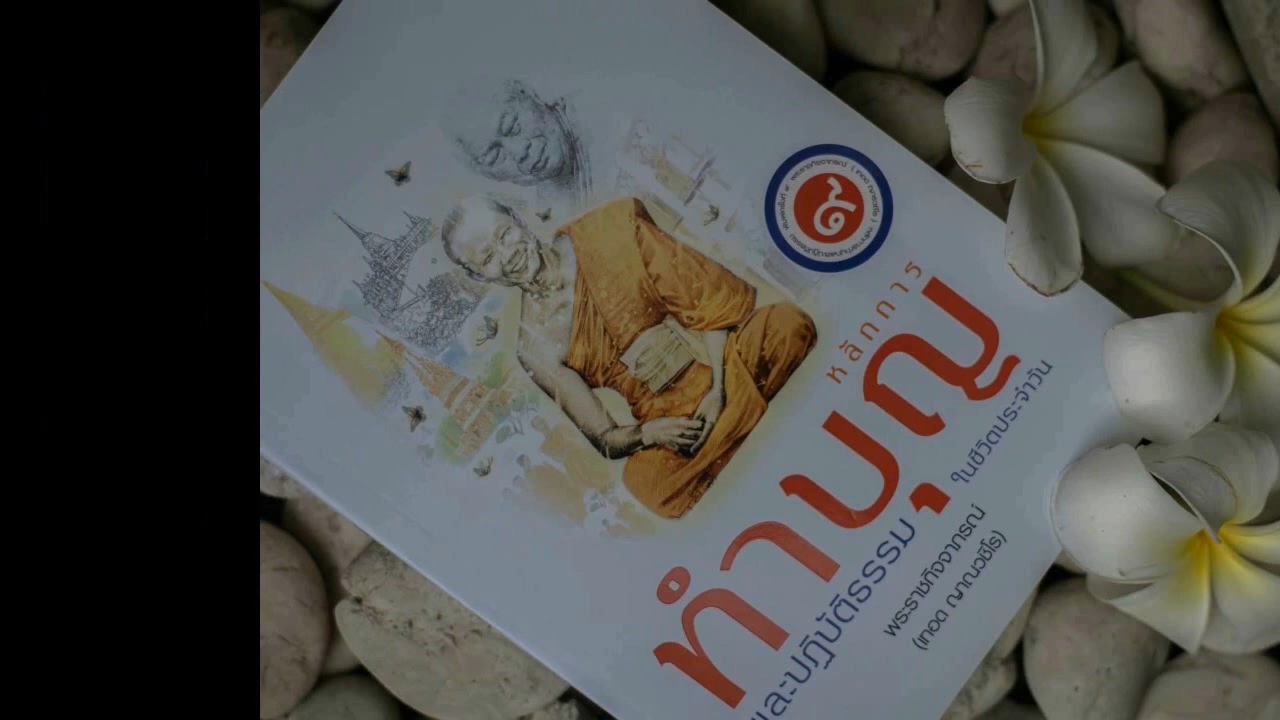 หลักการ
ทำบุญ
และปฏิบัติธรรม
ในชีวิตประจำวัน
พระราชกิจจาภรณ์
(เทอด ญาณวชิโร)
๙